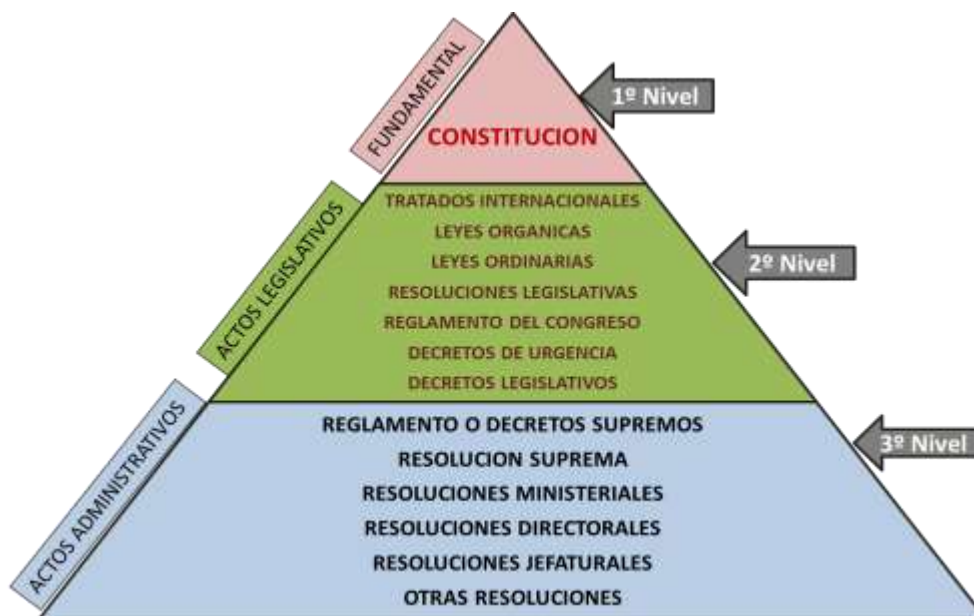 FUNDAMENTAL
1º Nivel
CONSTITUCION
ACTOS LEGISLATIVOS
2º Nivel
TRATADOS INTERNACIONALES
LEYES ORGANICAS
LEYES ORDINARIAS
RESOLUCIONES LEGISLATIVAS
REGLAMENTO DEL CONGRESO
DECRETOS DE URGENCIA
DECRETOS LEGISLATIVOS
ACTOS ADMINISTRATIVOS
3º Nivel
REGLAMENTO O DECRETOS SUPREMOS
RESOLUCION SUPREMA
RESOLUCIONES MINISTERIALES
RESOLUCIONES DIRECTORALES
RESOLUCIONES JEFATURALES
OTRAS RESOLUCIONES